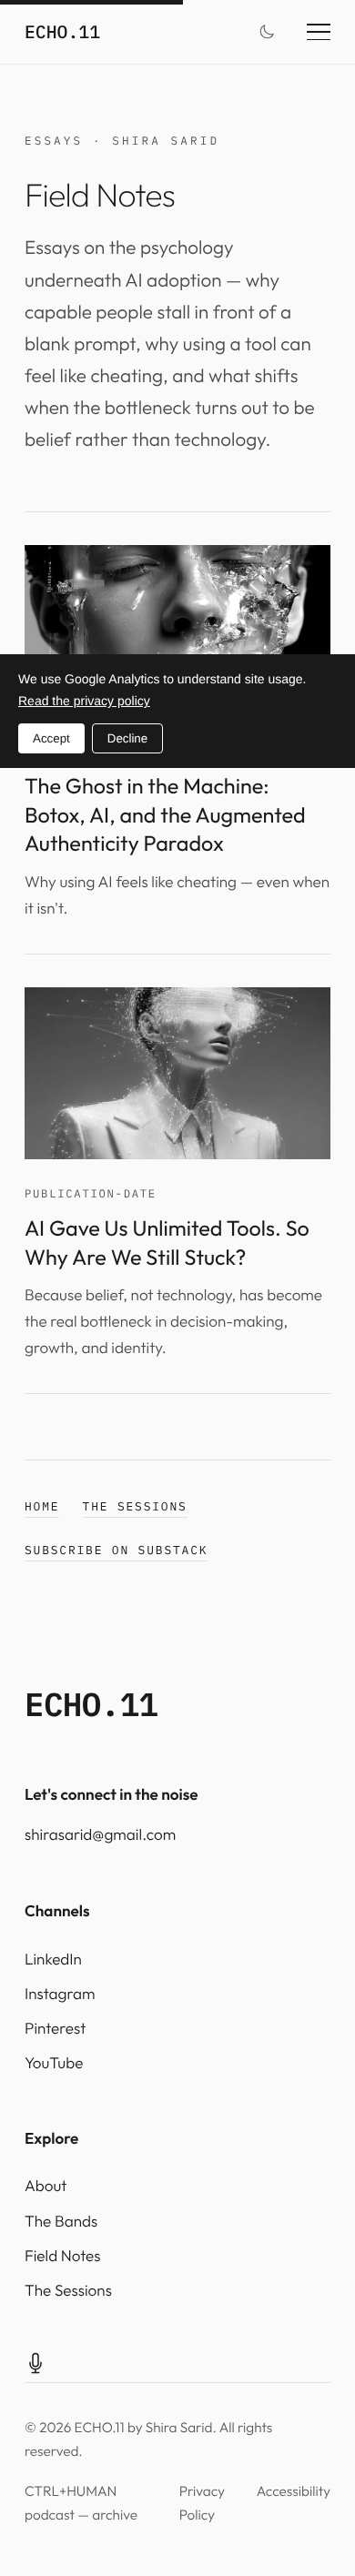 ECHO.11
ESSAYS · SHIRA SARID
Field Notes
Essays on the psychology
underneath AI adoption — why
capable people stall in front of a
blank prompt, why using a tool can
feel like cheating, and what shifts
when the bottleneck turns out to be
belief rather than technology.
We use Google Analytics to understand site usage.
Read the privacy policy
Accept
Decline
The Ghost in the Machine:
Botox, AI, and the Augmented
Authenticity Paradox
Why using AI feels like cheating — even when
it isn't.
PUBLICATION-DATE
AI Gave Us Unlimited Tools. So
Why Are We Still Stuck?
Because belief, not technology, has become
the real bottleneck in decision-making,
growth, and identity.
HOME
THE SESSIONS
SUBSCRIBE ON SUBSTACK
ECHO.11
Let's connect in the noise
shirasarid@gmail.com
Channels
LinkedIn
Instagram
Pinterest
YouTube
Explore
About
The Bands
Field Notes
The Sessions
© 2026 ECHO.11 by Shira Sarid. All rights
reserved.
CTRL+HUMAN
podcast — archive
Privacy
Policy
Accessibility